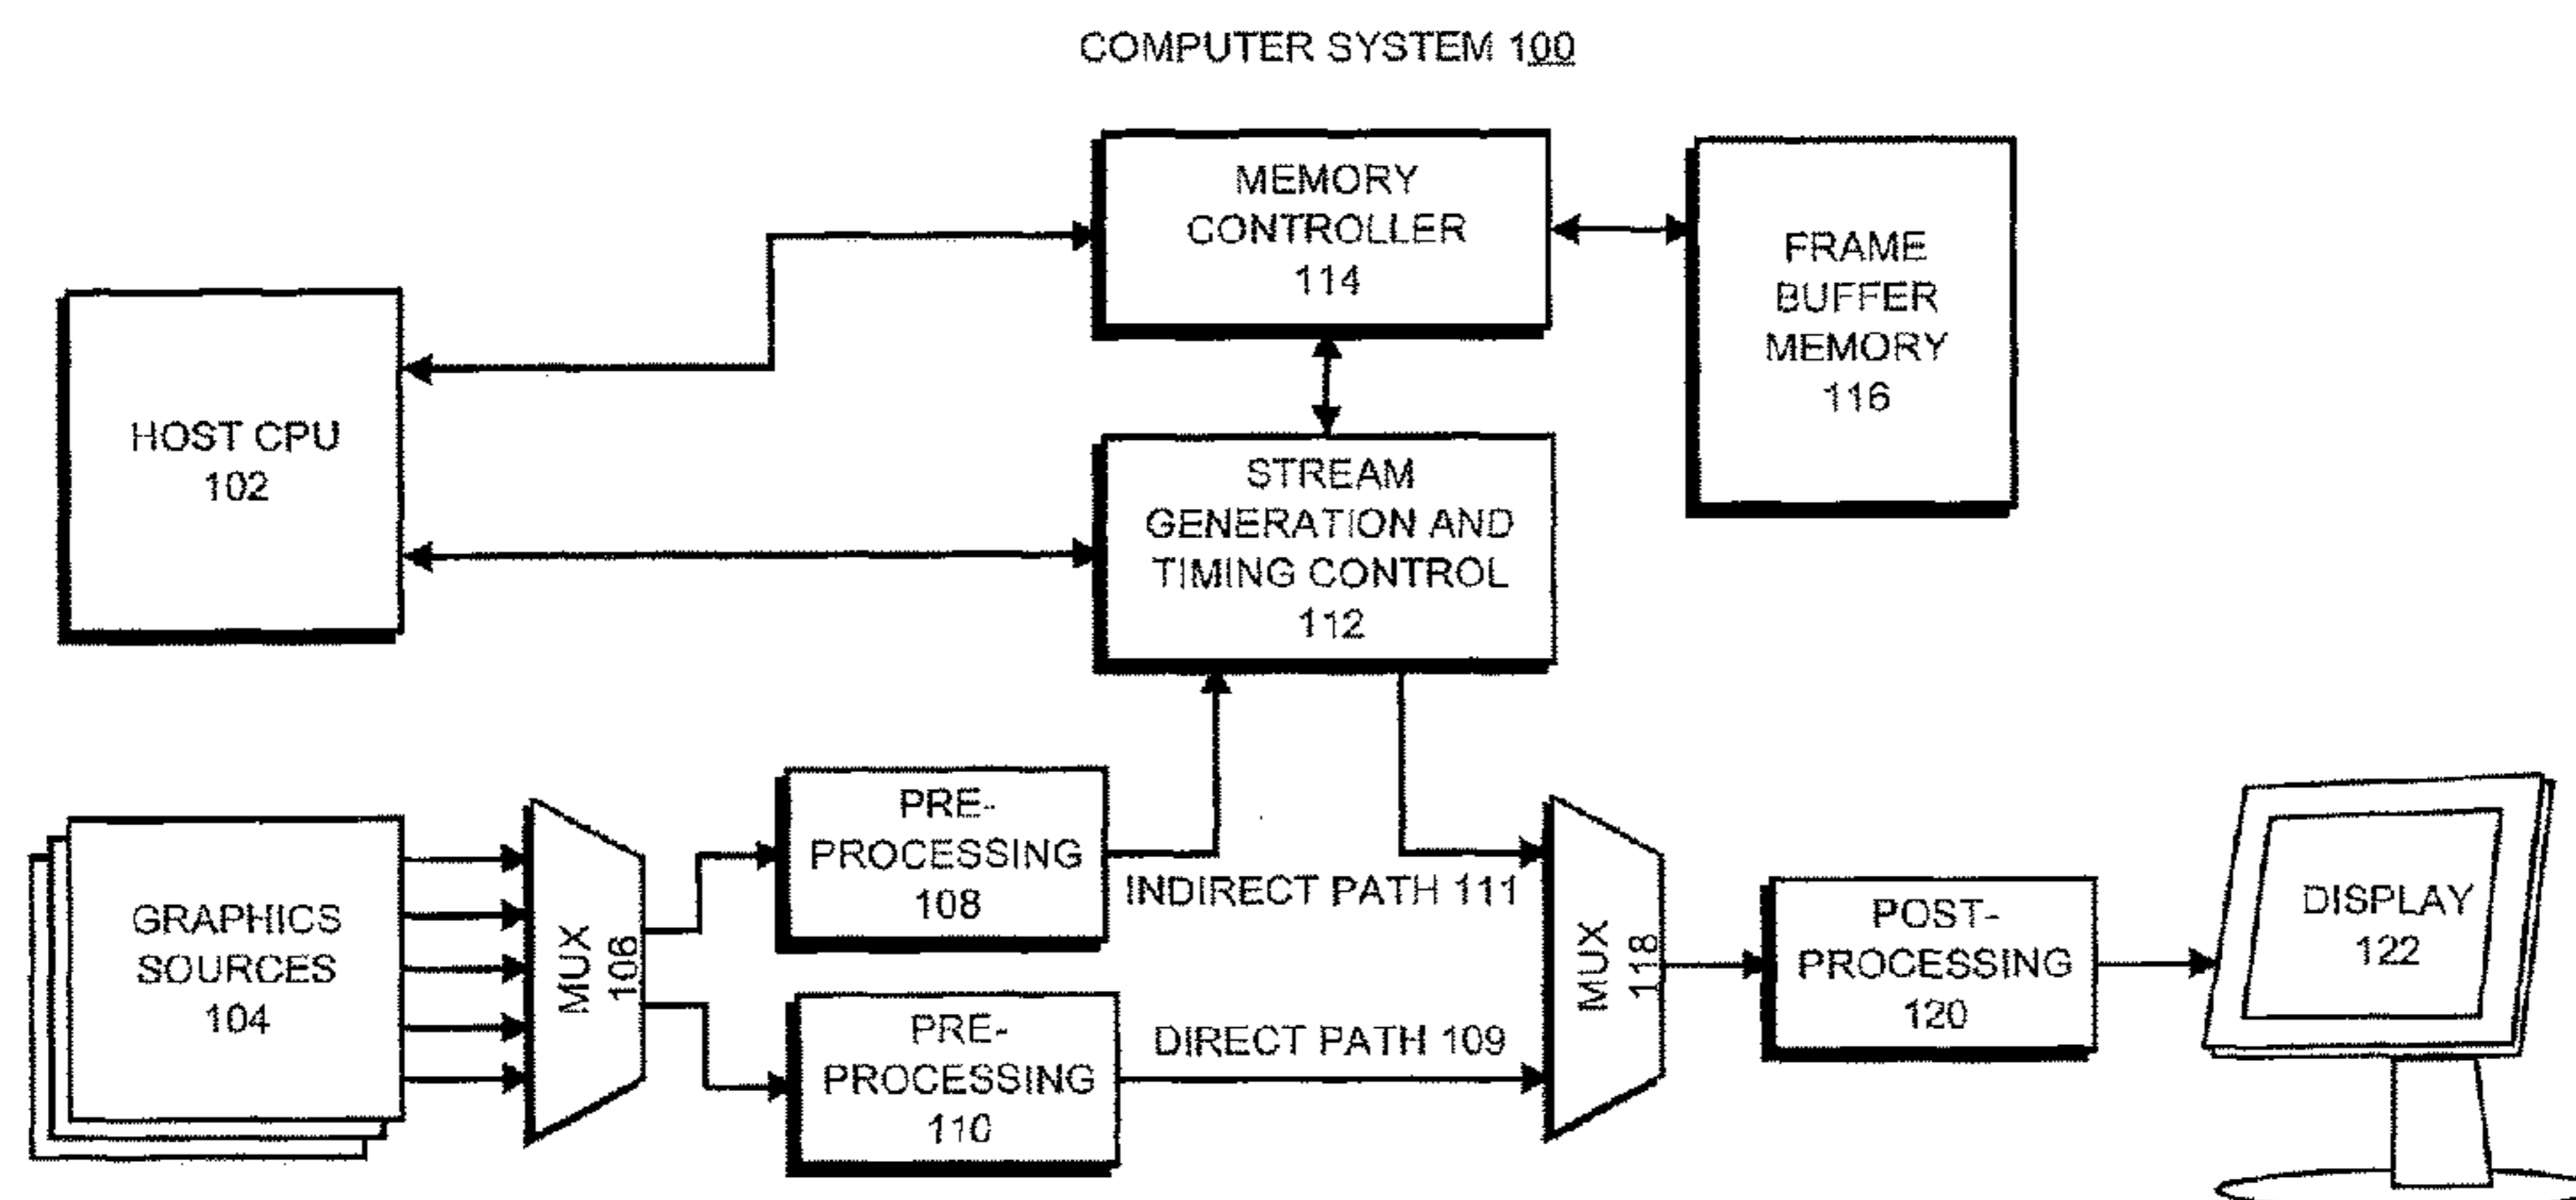 COMPUTER SYSTEM 100
MEMORY
CONTROLLER
114
FRAME
BUFFER
MEMORY
116
HOST CPU
102
STREAM
GENERATION AND
TIMING CONTROL
112
GRAPHICS
SOURCES
104
MUX
106
PRE-
PROCESSING
108
INDIRECT PATH 111
PRE-
PROCESSING
110
DIRECT PATH 109
MUX
118
POST-
PROCESSING
120
DISPLAY
122